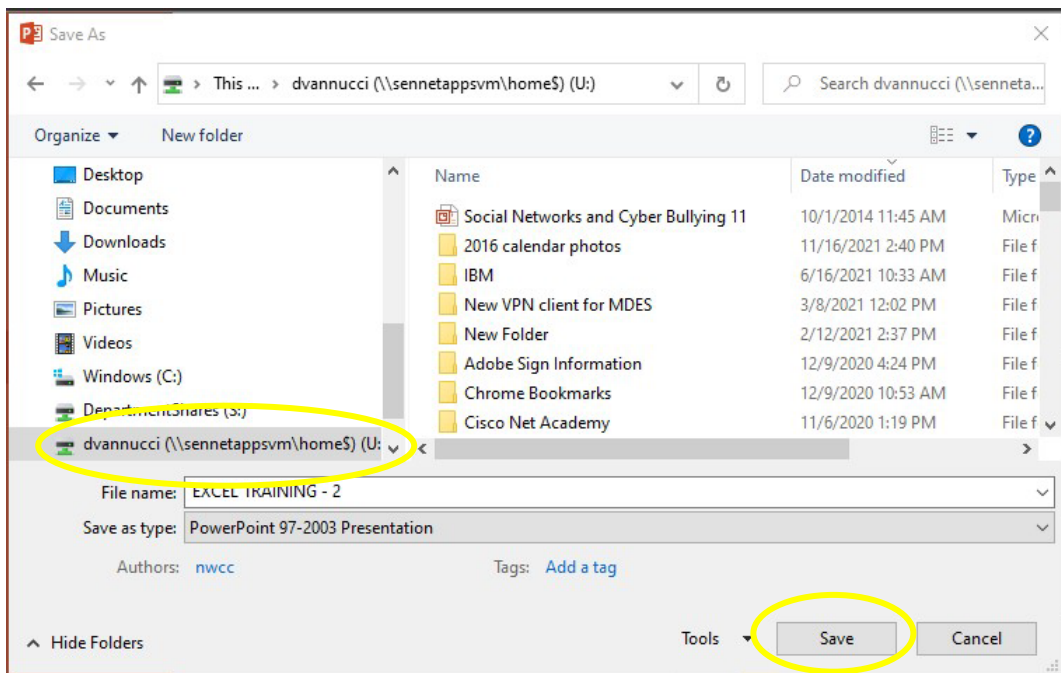 Save As
This ... > dvannucci (\\sennetappsvm\home$) (U:)
Search dvannucci (\\senneta...
Organize
New folder
?
Desktop
Documents
Downloads
Music
Pictures
Videos
Windows (C:)
DepartmentShares (S:)
dvannucci (\\sennetappsvm\home$) (U:
Name Date modified Type
Social Networks and Cyber Bullying 11 10/1/2014 11:45 AM Micr
2016 calendar photos 11/16/2021 2:40 PM File f
IBM 6/16/2021 10:33 AM File f
New VPN client for MDES 3/8/2021 12:02 PM File f
New Folder 2/12/2021 2:37 PM File f
Adobe Sign Information 12/9/2020 4:24 PM File f
Chrome Bookmarks 12/9/2020 10:53 AM File f
Cisco Net Academy 11/6/2020 1:19 PM File f
File name: EXCEL TRAINING - 2
Save as type: PowerPoint 97-2003 Presentation
Authors: nwcc Tags: Add a tag
Hide Folders
Tools
Save
Cancel